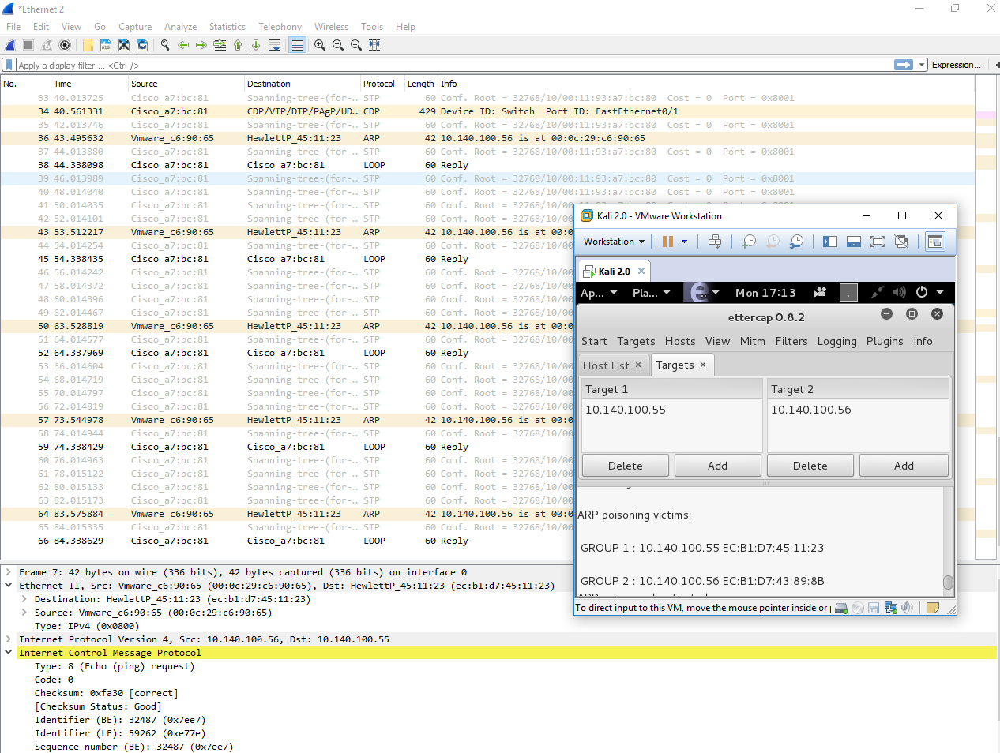 *Ethernet 2
File Edit View Go Capture Analyze Statistics Telephony Wireless Tools Help
Apply a display filter ... <Ctrl-/> Expression... +
No. Time Source Destination Protocol Length Info
33 40.013725 Cisco_a7:bc:81 Spanning-tree-(for-… STP 60 Conf. Root = 32768/10/00:11:93:a7:bc:80 Cost = 0 Port = 0x8001
34 40.561331 Cisco_a7:bc:81 CDP/VTP/DTP/PAgP/UD… CDP 429 Device ID: Switch Port ID: FastEthernet0/1
35 42.013746 Cisco_a7:bc:81 Spanning-tree-(for-… STP 60 Conf. Root = 32768/10/00:11:93:a7:bc:80 Cost = 0 Port = 0x8001
36 43.495632 Vmware_c6:90:65 HewlettP_45:11:23 ARP 42 10.140.100.56 is at 00:0c:29:c6:90:65
37 44.013880 Cisco_a7:bc:81 Spanning-tree-(for-… STP 60 Conf. Root = 32768/10/00:11:93:a7:bc:80 Cost = 0 Port = 0x8001
38 44.338098 Cisco_a7:bc:81 Cisco_a7:bc:81 LOOP 60 Reply
39 46.013989 Cisco_a7:bc:81 Spanning-tree-(for-… STP 60 Conf. Root = 32768/10/00:11:93:a7:bc:80 Cost = 0 Port = 0x8001
40 48.014040 Cisco_a7:bc:81 Spanning-tree-(for-… STP 60 Conf. Root = 32768/10/00:11:93:a7:bc:80 Cost = 0 Port = 0x8001
41 50.014035 Cisco_a7:bc:81 Spanning-tree-(for-… STP 60 Conf. Root = 32768/10/00:11:93:a7:bc:80 Cost = 0 Port = 0x8001
42 52.014101 Cisco_a7:bc:81 Spanning-tree-(for-… STP 60 Conf. Root = 32768/10/00
43 53.512217 Vmware_c6:90:65 HewlettP_45:11:23 ARP 42 10.140.100.56 is at 00:0
44 54.014254 Cisco_a7:bc:81 Spanning-tree-(for-… STP 60 Conf. Root = 32768/10/00
45 54.338435 Cisco_a7:bc:81 Cisco_a7:bc:81 LOOP 60 Reply
46 56.014242 Cisco_a7:bc:81 Spanning-tree-(for-… STP 60 Conf. Root = 32768/10/00
47 58.014372 Cisco_a7:bc:81 Spanning-tree-(for-… STP 60 Conf. Root = 32768/10/00
48 60.014396 Cisco_a7:bc:81 Spanning-tree-(for-… STP 60 Conf. Root = 32768/10/00
49 62.014467 Cisco_a7:bc:81 Spanning-tree-(for-… STP 60 Conf. Root = 32768/10/00
50 63.528819 Vmware_c6:90:65 HewlettP_45:11:23 ARP 42 10.140.100.56 is at 00:0
51 64.014577 Cisco_a7:bc:81 Spanning-tree-(for-… STP 60 Conf. Root = 32768/10/00
52 64.337969 Cisco_a7:bc:81 Cisco_a7:bc:81 LOOP 60 Reply
53 66.014604 Cisco_a7:bc:81 Spanning-tree-(for-… STP 60 Conf. Root = 32768/10/00
54 68.014719 Cisco_a7:bc:81 Spanning-tree-(for-… STP 60 Conf. Root = 32768/10/00
55 70.014797 Cisco_a7:bc:81 Spanning-tree-(for-… STP 60 Conf. Root = 32768/10/00
56 72.014819 Cisco_a7:bc:81 Spanning-tree-(for-… STP 60 Conf. Root = 32768/10/00
57 73.544978 Vmware_c6:90:65 HewlettP_45:11:23 ARP 42 10.140.100.56 is at 00:0
58 74.014944 Cisco_a7:bc:81 Spanning-tree-(for-… STP 60 Conf. Root = 32768/10/00
59 74.338429 Cisco_a7:bc:81 Cisco_a7:bc:81 LOOP 60 Reply
60 76.014963 Cisco_a7:bc:81 Spanning-tree-(for-… STP 60 Conf. Root = 32768/10/00
61 78.015122 Cisco_a7:bc:81 Spanning-tree-(for-… STP 60 Conf. Root = 32768/10/00
62 80.015133 Cisco_a7:bc:81 Spanning-tree-(for-… STP 60 Conf. Root = 32768/10/00
63 82.015173 Cisco_a7:bc:81 Spanning-tree-(for-… STP 60 Conf. Root = 32768/10/00
64 83.575884 Vmware_c6:90:65 HewlettP_45:11:23 ARP 42 10.140.100.56 is at 00:0
65 84.015335 Cisco_a7:bc:81 Spanning-tree-(for-… STP 60 Conf. Root = 32768/10/00
66 84.338629 Cisco_a7:bc:81 Cisco_a7:bc:81 LOOP 60 Reply
Frame 7: 42 bytes on wire (336 bits), 42 bytes captured (336 bits) on interface 0
Ethernet II, Src: Vmware_c6:90:65 (00:0c:29:c6:90:65), Dst: HewlettP_45:11:23 (ec:b1:d7:45:11:23)
Destination: HewlettP_45:11:23 (ec:b1:d7:45:11:23)
Source: Vmware_c6:90:65 (00:0c:29:c6:90:65)
Type: IPv4 (0x0800)
Internet Protocol Version 4, Src: 10.140.100.56, Dst: 10.140.100.55
Internet Control Message Protocol
Type: 8 (Echo (ping) request)
Code: 0
Checksum: 0xfa30 [correct]
[Checksum Status: Good]
Identifier (BE): 32487 (0x7ee7)
Identifier (LE): 59262 (0xe77e)
Sequence number (BE): 32487 (0x7ee7)
Kali 2.0 - VMware Workstation
Workstation
Kali 2.0
Ap... Pla... e.. Mon 17:13
ettercap 0.8.2
Start Targets Hosts View Mitm Filters Logging Plugins Info
Host List Targets
Target 1 Target 2
10.140.100.55 10.140.100.56
Delete Add Delete Add
ARP poisoning victims:
GROUP 1 : 10.140.100.55 EC:B1:D7:45:11:23
GROUP 2 : 10.140.100.56 EC:B1:D7:43:89:8B
To direct input to this VM, move the mouse pointer inside or